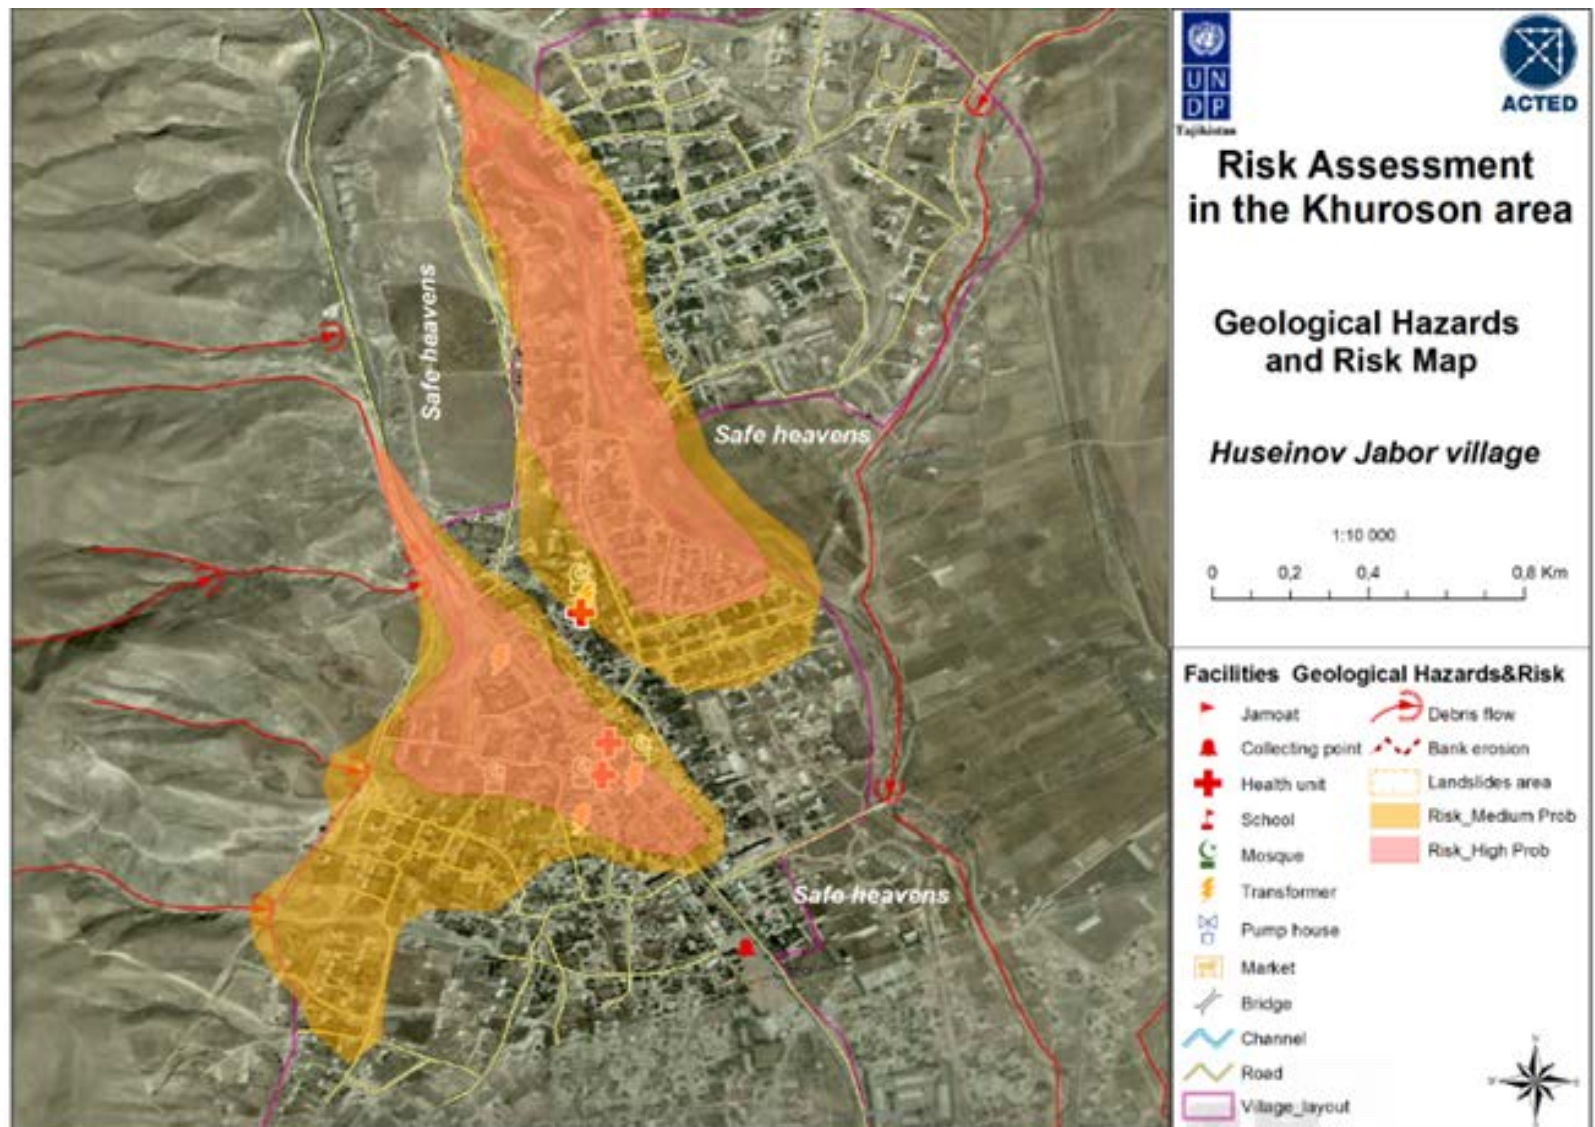 UN
DP
Tajikistan
ACTED
Risk Assessment
in the Khuroson area
Geological Hazards
and Risk Map
Huseinov Jabor village
1:10 000
0 0,2 0,4 0,8 Km
Safe heavens
Safe heavens
Safe heavens
Facilities Geological Hazards&Risk
Jamoat
Debris flow
Collecting point
Bank erosion
Health unit
Landslides area
School
Risk_Medium Prob
Mosque
Risk_High Prob
Transformer
Pump house
Market
Bridge
Channel
Road
Village_layout